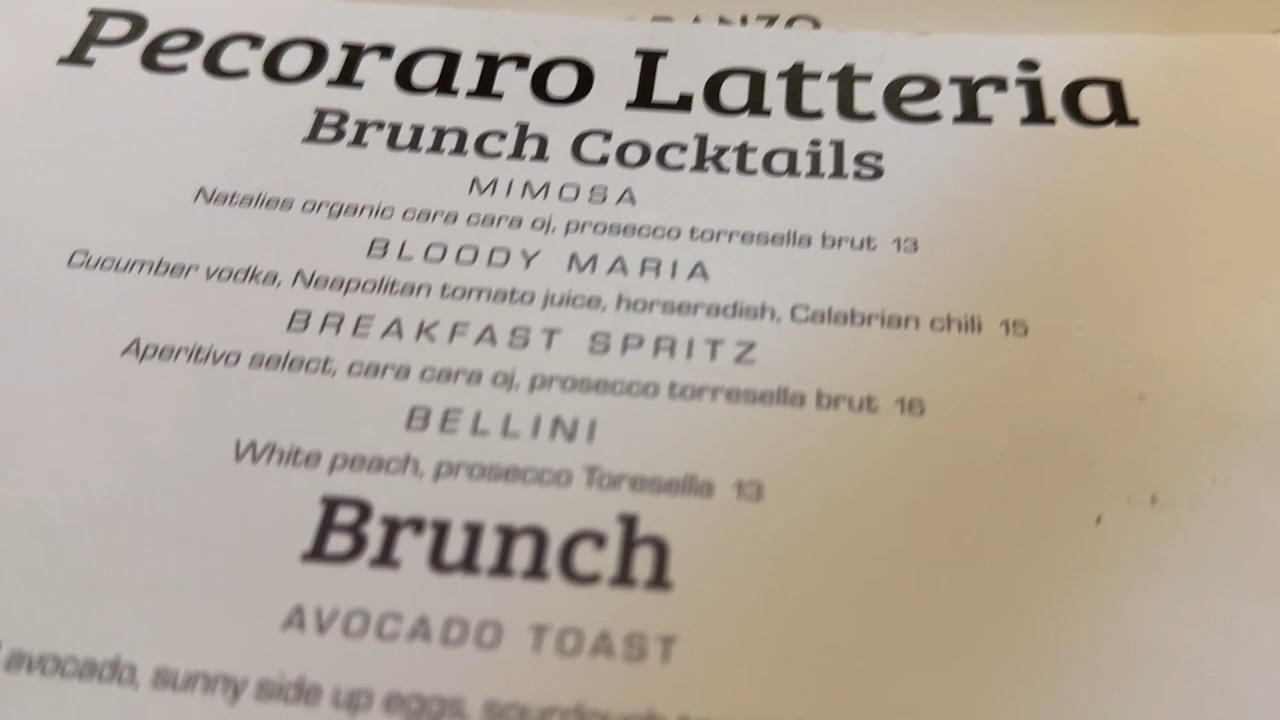 Pecoraro Latteria
Brunch Cocktails
MIMOSA
Natalies organic cara cara oj, prosecco torresella brut 13
BLOODY MARIA
Cucumber vodka, Neapolitan tomato juice, horseradish, Calabrian chili 15
BREAKFAST SPRITZ
Aperitivo select, cara cara oj, prosecco torresella brut 16
BELLINI
White peach, prosecco Toresella 13
Brunch
AVOCADO TOAST
avocado, sunny side up eggs, sourdough